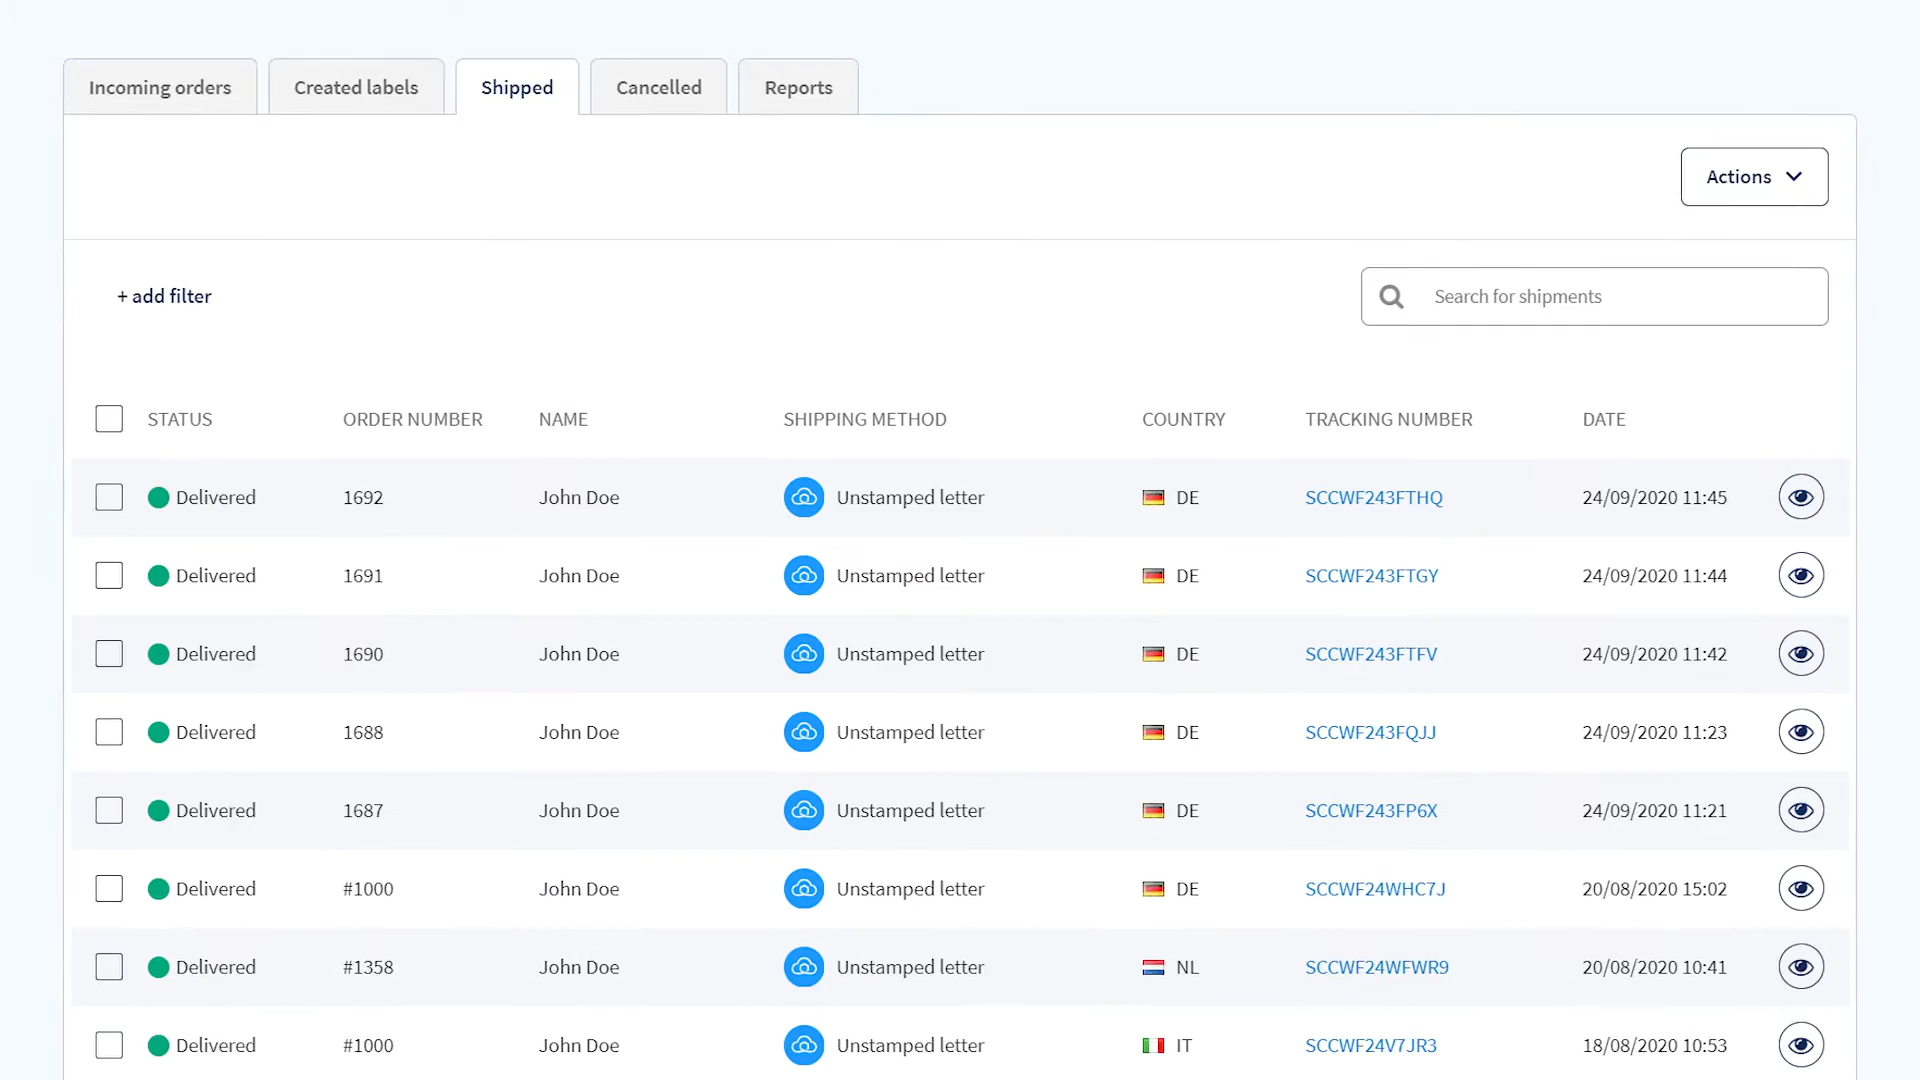 Incoming orders Created labels Shipped Cancelled Reports
Actions
+ add filter Search for shipments
STATUS ORDER NUMBER NAME SHIPPING METHOD COUNTRY TRACKING NUMBER DATE
Delivered 1692 John Doe Unstamped letter DE SCCWF243FTHQ 24/09/2020 11:45
Delivered 1691 John Doe Unstamped letter DE SCCWF243FTGY 24/09/2020 11:44
Delivered 1690 John Doe Unstamped letter DE SCCWF243FTFV 24/09/2020 11:42
Delivered 1688 John Doe Unstamped letter DE SCCWF243FQJJ 24/09/2020 11:23
Delivered 1687 John Doe Unstamped letter DE SCCWF243FP6X 24/09/2020 11:21
Delivered #1000 John Doe Unstamped letter DE SCCWF24WHC7J 20/08/2020 15:02
Delivered #1358 John Doe Unstamped letter NL SCCWF24WFWR9 20/08/2020 10:41
Delivered #1000 John Doe Unstamped letter IT SCCWF24V7JR3 18/08/2020 10:53